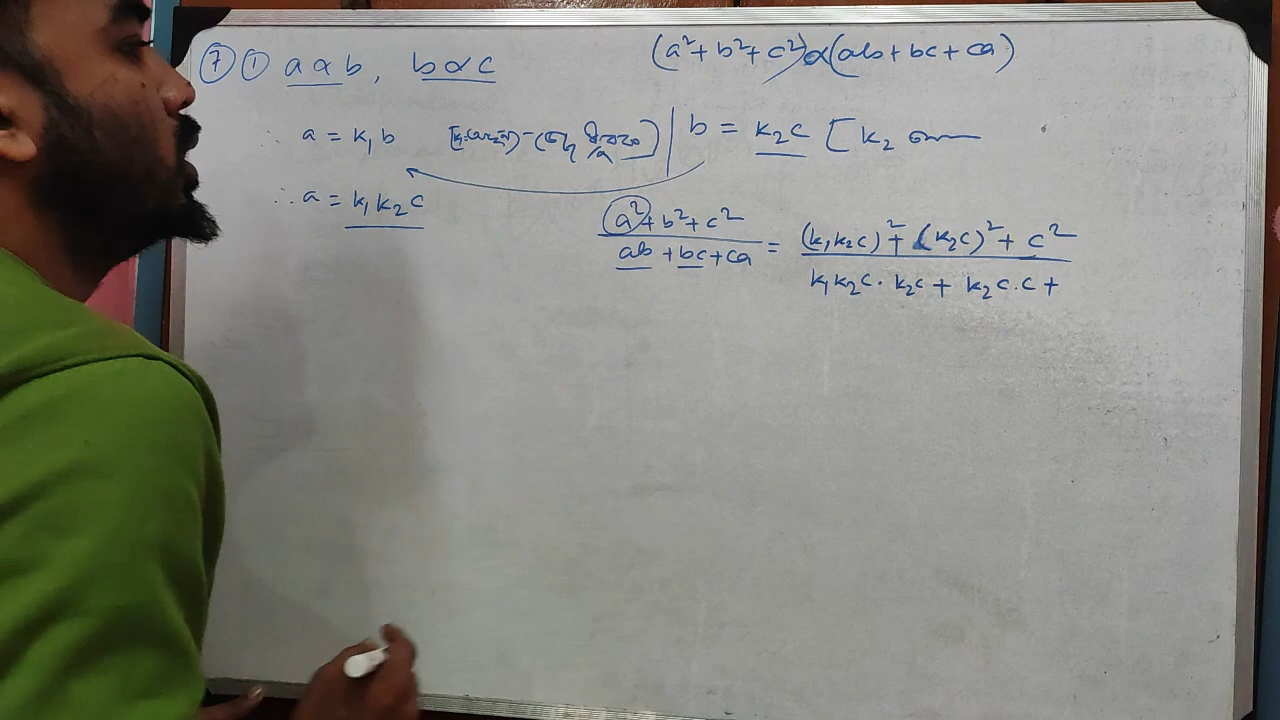 ⑦ ① a ∝ b, b ∝ c (a²+ b²+ c²) ∝ (ab + bc + ca)
∴ a = k₁ b
b = k₂c [k₂
∴ a = k₁k₂c
a²+b²+c² / ab +bc+ca = (k₁k₂c)²+ (k₂c)²+ c² / k₁k₂c . k₂c + k₂c.c +